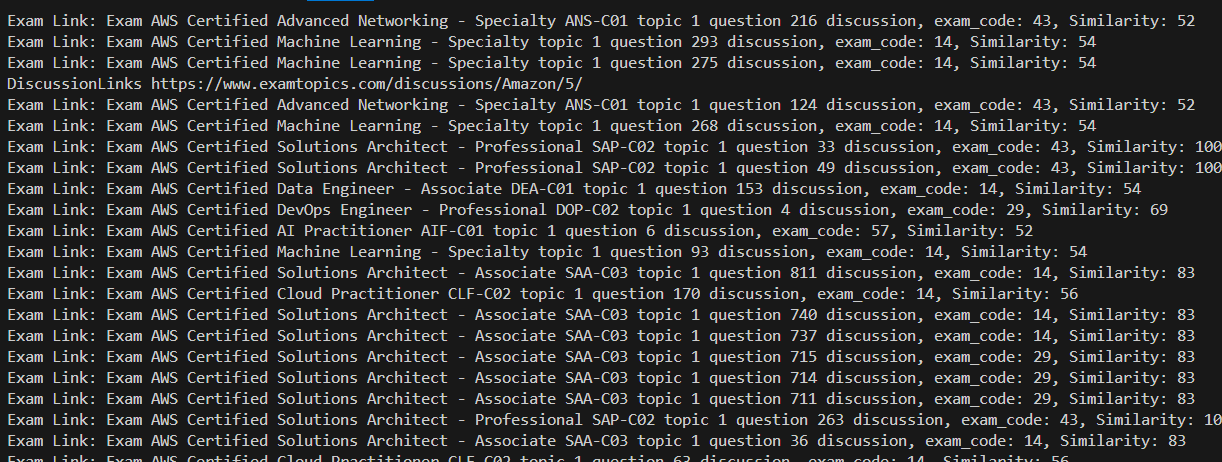 Exam Link: Exam AWS Certified Advanced Networking - Specialty ANS-C01 topic 1 question 216 discussion, exam_code: 43, Similarity: 52
Exam Link: Exam AWS Certified Machine Learning - Specialty topic 1 question 293 discussion, exam_code: 14, Similarity: 54
Exam Link: Exam AWS Certified Machine Learning - Specialty topic 1 question 275 discussion, exam_code: 14, Similarity: 54
DiscussionLinks https://www.examtopics.com/discussions/Amazon/5/
Exam Link: Exam AWS Certified Advanced Networking - Specialty ANS-C01 topic 1 question 124 discussion, exam_code: 43, Similarity: 52
Exam Link: Exam AWS Certified Machine Learning - Specialty topic 1 question 268 discussion, exam_code: 14, Similarity: 54
Exam Link: Exam AWS Certified Solutions Architect - Professional SAP-C02 topic 1 question 33 discussion, exam_code: 43, Similarity: 100
Exam Link: Exam AWS Certified Solutions Architect - Professional SAP-C02 topic 1 question 49 discussion, exam_code: 43, Similarity: 100
Exam Link: Exam AWS Certified Data Engineer - Associate DEA-C01 topic 1 question 153 discussion, exam_code: 14, Similarity: 54
Exam Link: Exam AWS Certified DevOps Engineer - Professional DOP-C02 topic 1 question 4 discussion, exam_code: 29, Similarity: 69
Exam Link: Exam AWS Certified AI Practitioner AIF-C01 topic 1 question 6 discussion, exam_code: 57, Similarity: 52
Exam Link: Exam AWS Certified Machine Learning - Specialty topic 1 question 93 discussion, exam_code: 14, Similarity: 54
Exam Link: Exam AWS Certified Solutions Architect - Associate SAA-C03 topic 1 question 811 discussion, exam_code: 14, Similarity: 83
Exam Link: Exam AWS Certified Cloud Practitioner CLF-C02 topic 1 question 170 discussion, exam_code: 14, Similarity: 56
Exam Link: Exam AWS Certified Solutions Architect - Associate SAA-C03 topic 1 question 740 discussion, exam_code: 14, Similarity: 83
Exam Link: Exam AWS Certified Solutions Architect - Associate SAA-C03 topic 1 question 737 discussion, exam_code: 14, Similarity: 83
Exam Link: Exam AWS Certified Solutions Architect - Associate SAA-C03 topic 1 question 715 discussion, exam_code: 29, Similarity: 83
Exam Link: Exam AWS Certified Solutions Architect - Associate SAA-C03 topic 1 question 714 discussion, exam_code: 29, Similarity: 83
Exam Link: Exam AWS Certified Solutions Architect - Associate SAA-C03 topic 1 question 711 discussion, exam_code: 29, Similarity: 83
Exam Link: Exam AWS Certified Solutions Architect - Professional SAP-C02 topic 1 question 263 discussion, exam_code: 43, Similarity: 10
Exam Link: Exam AWS Certified Solutions Architect - Associate SAA-C03 topic 1 question 36 discussion, exam_code: 14, Similarity: 83
Exam Link: Exam AWS Certified Cloud Practitioner CLF-C02 topic 1 question 63 discussion, exam_code: 14, Similarity: 56